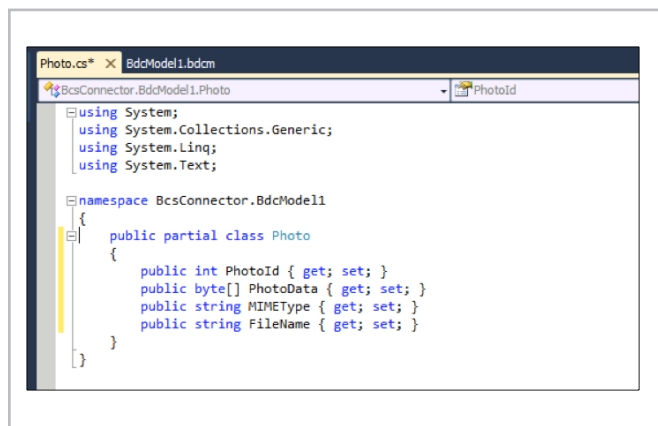 Photo.cs* BdcModel1.bdcm
BcsConnector.BdcModel1.Photo PhotoId
using System;
using System.Collections.Generic;
using System.Linq;
using System.Text;
namespace BcsConnector.BdcModel1
{
public partial class Photo
{
public int PhotoId { get; set; }
public byte[] PhotoData { get; set; }
public string MIMEType { get; set; }
public string FileName { get; set; }
}
}